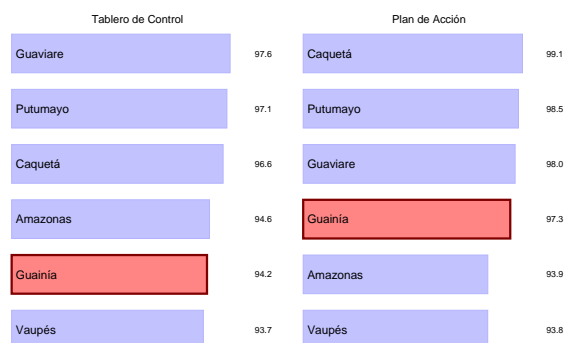 Tablero de Control
Guaviare 97.6
Putumayo 97.1
Caquetá 96.6
Amazonas 94.6
Guainía 94.2
Vaupés 93.7
Plan de Acción
Caquetá 99.1
Putumayo 98.5
Guaviare 98.0
Guainía 97.3
Amazonas 93.9
Vaupés 93.8